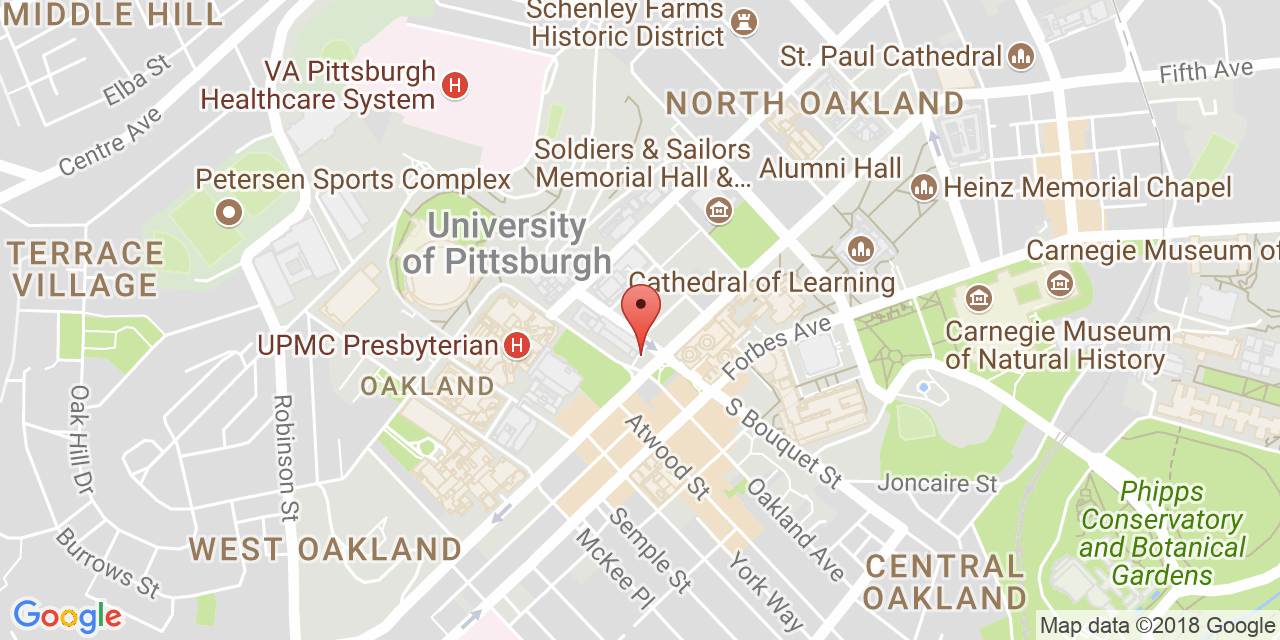 MIDDLE HILL
Schenley Farms
Historic District
St. Paul Cathedral
Fifth Ave
Elba St
VA Pittsburgh
Healthcare System
NORTH OAKLAND
Centre Ave
Soldiers & Sailors
Memorial Hall &...
Alumni Hall
Petersen Sports Complex
Heinz Memorial Chapel
University
of Pittsburgh
TERRACE
VILLAGE
Carnegie Museum of
Cathedral of Learning
UPMC Presbyterian
H
H
Forbes Ave
Carnegie Museum
of Natural History
OAKLAND
Oak Hill Dr
Robinson St
Atwood St
S Bouquet St
Joncaire St
Phipps
Conservatory
and Botanical
Gardens
Oakland Ave
Semple St
McKee Pl
York Way
WEST OAKLAND
Burrows St
CENTRAL
OAKLAND
Google
Map data ©2018 Google